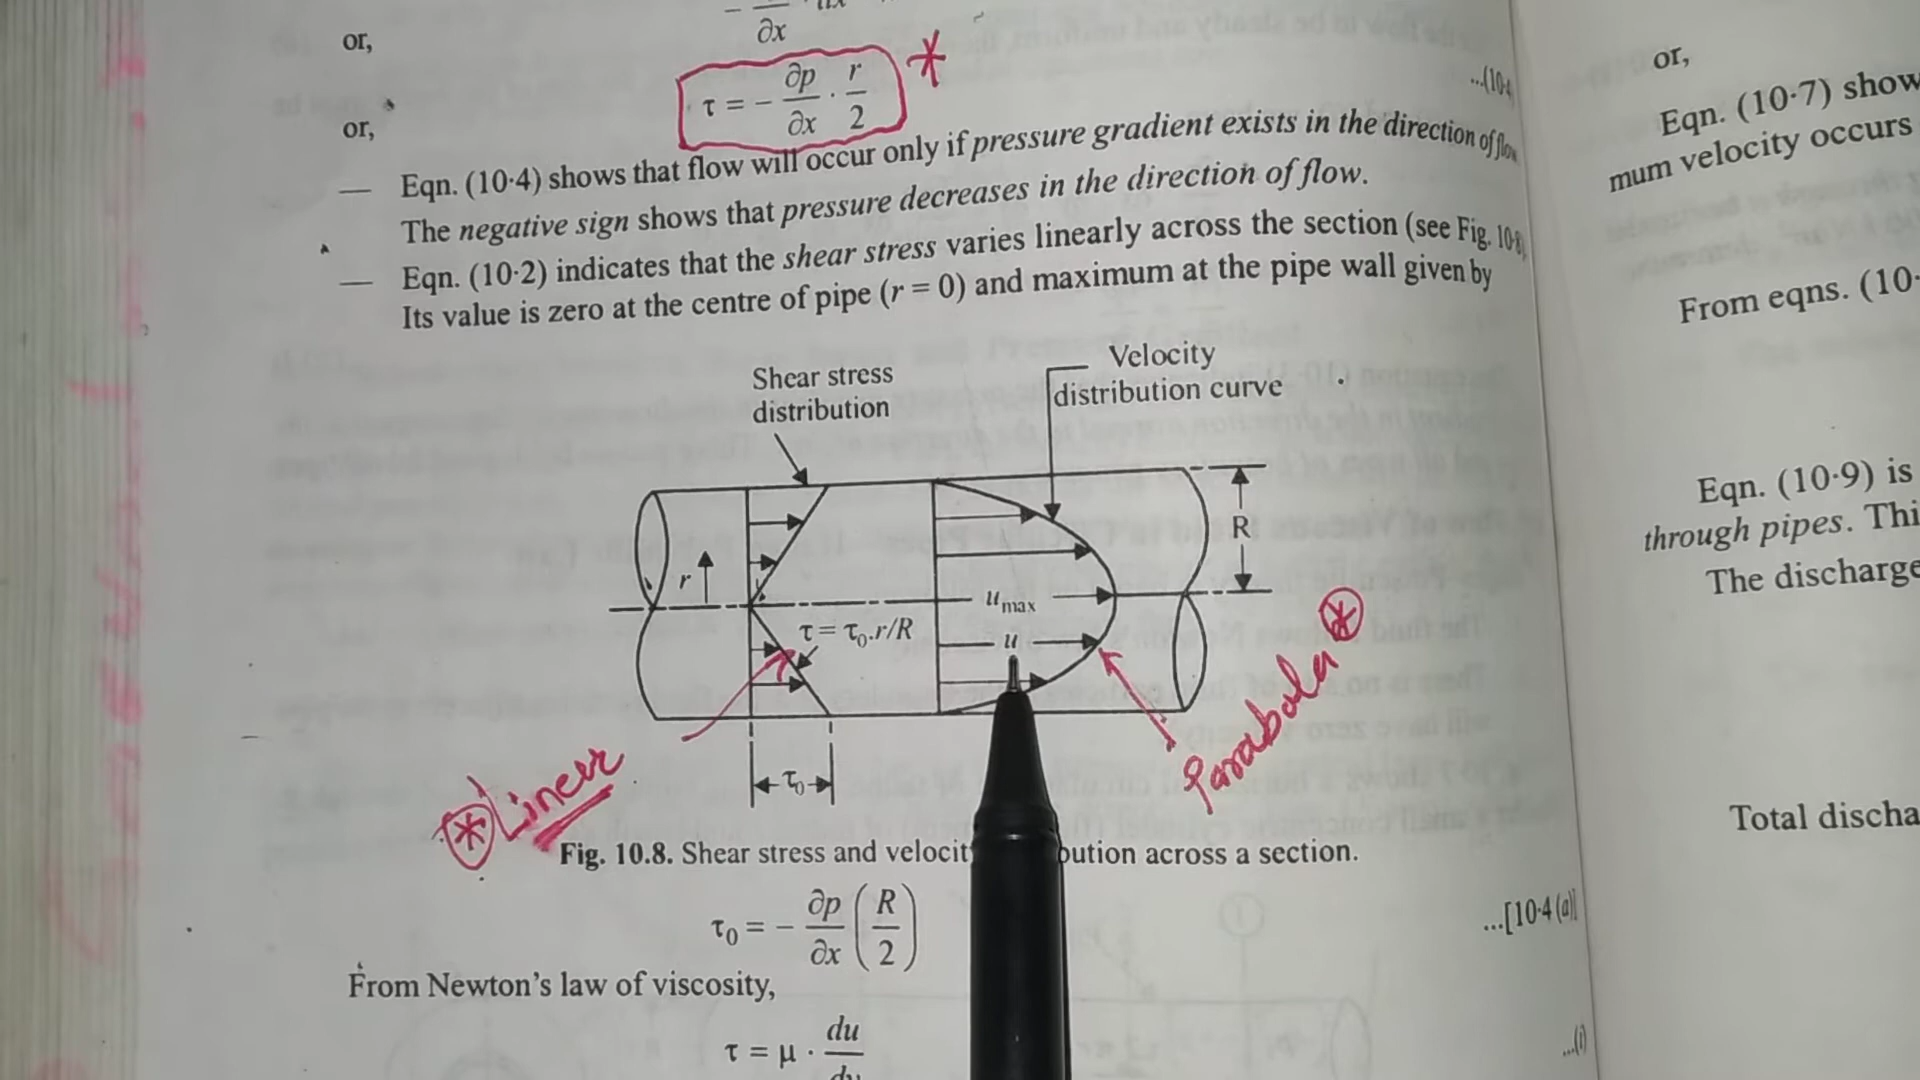 ∂x
or,
τ = − ∂p/∂x · r/2 *
...(10·4
or,
— Eqn. (10·4) shows that flow will occur only if pressure gradient exists in the direction of flow
The negative sign shows that pressure decreases in the direction of flow.
— Eqn. (10·2) indicates that the shear stress varies linearly across the section (see Fig. 10·8
Its value is zero at the centre of pipe (r = 0) and maximum at the pipe wall given by
Shear stress
distribution
Velocity
distribution curve
R
r
u max
τ = τ₀.r/R
u
τ₀
* Linear
Parabola *
Fig. 10.8. Shear stress and velocit bution across a section.
τ₀ = − ∂p/∂x (R/2)
...[10·4 (a)]
From Newton's law of viscosity,
τ = μ · du/dy
...(i)
or,
Eqn. (10·7) show
mum velocity occurs
From eqns. (10·
Eqn. (10·9) is
through pipes. Thi
The discharge
Total discha